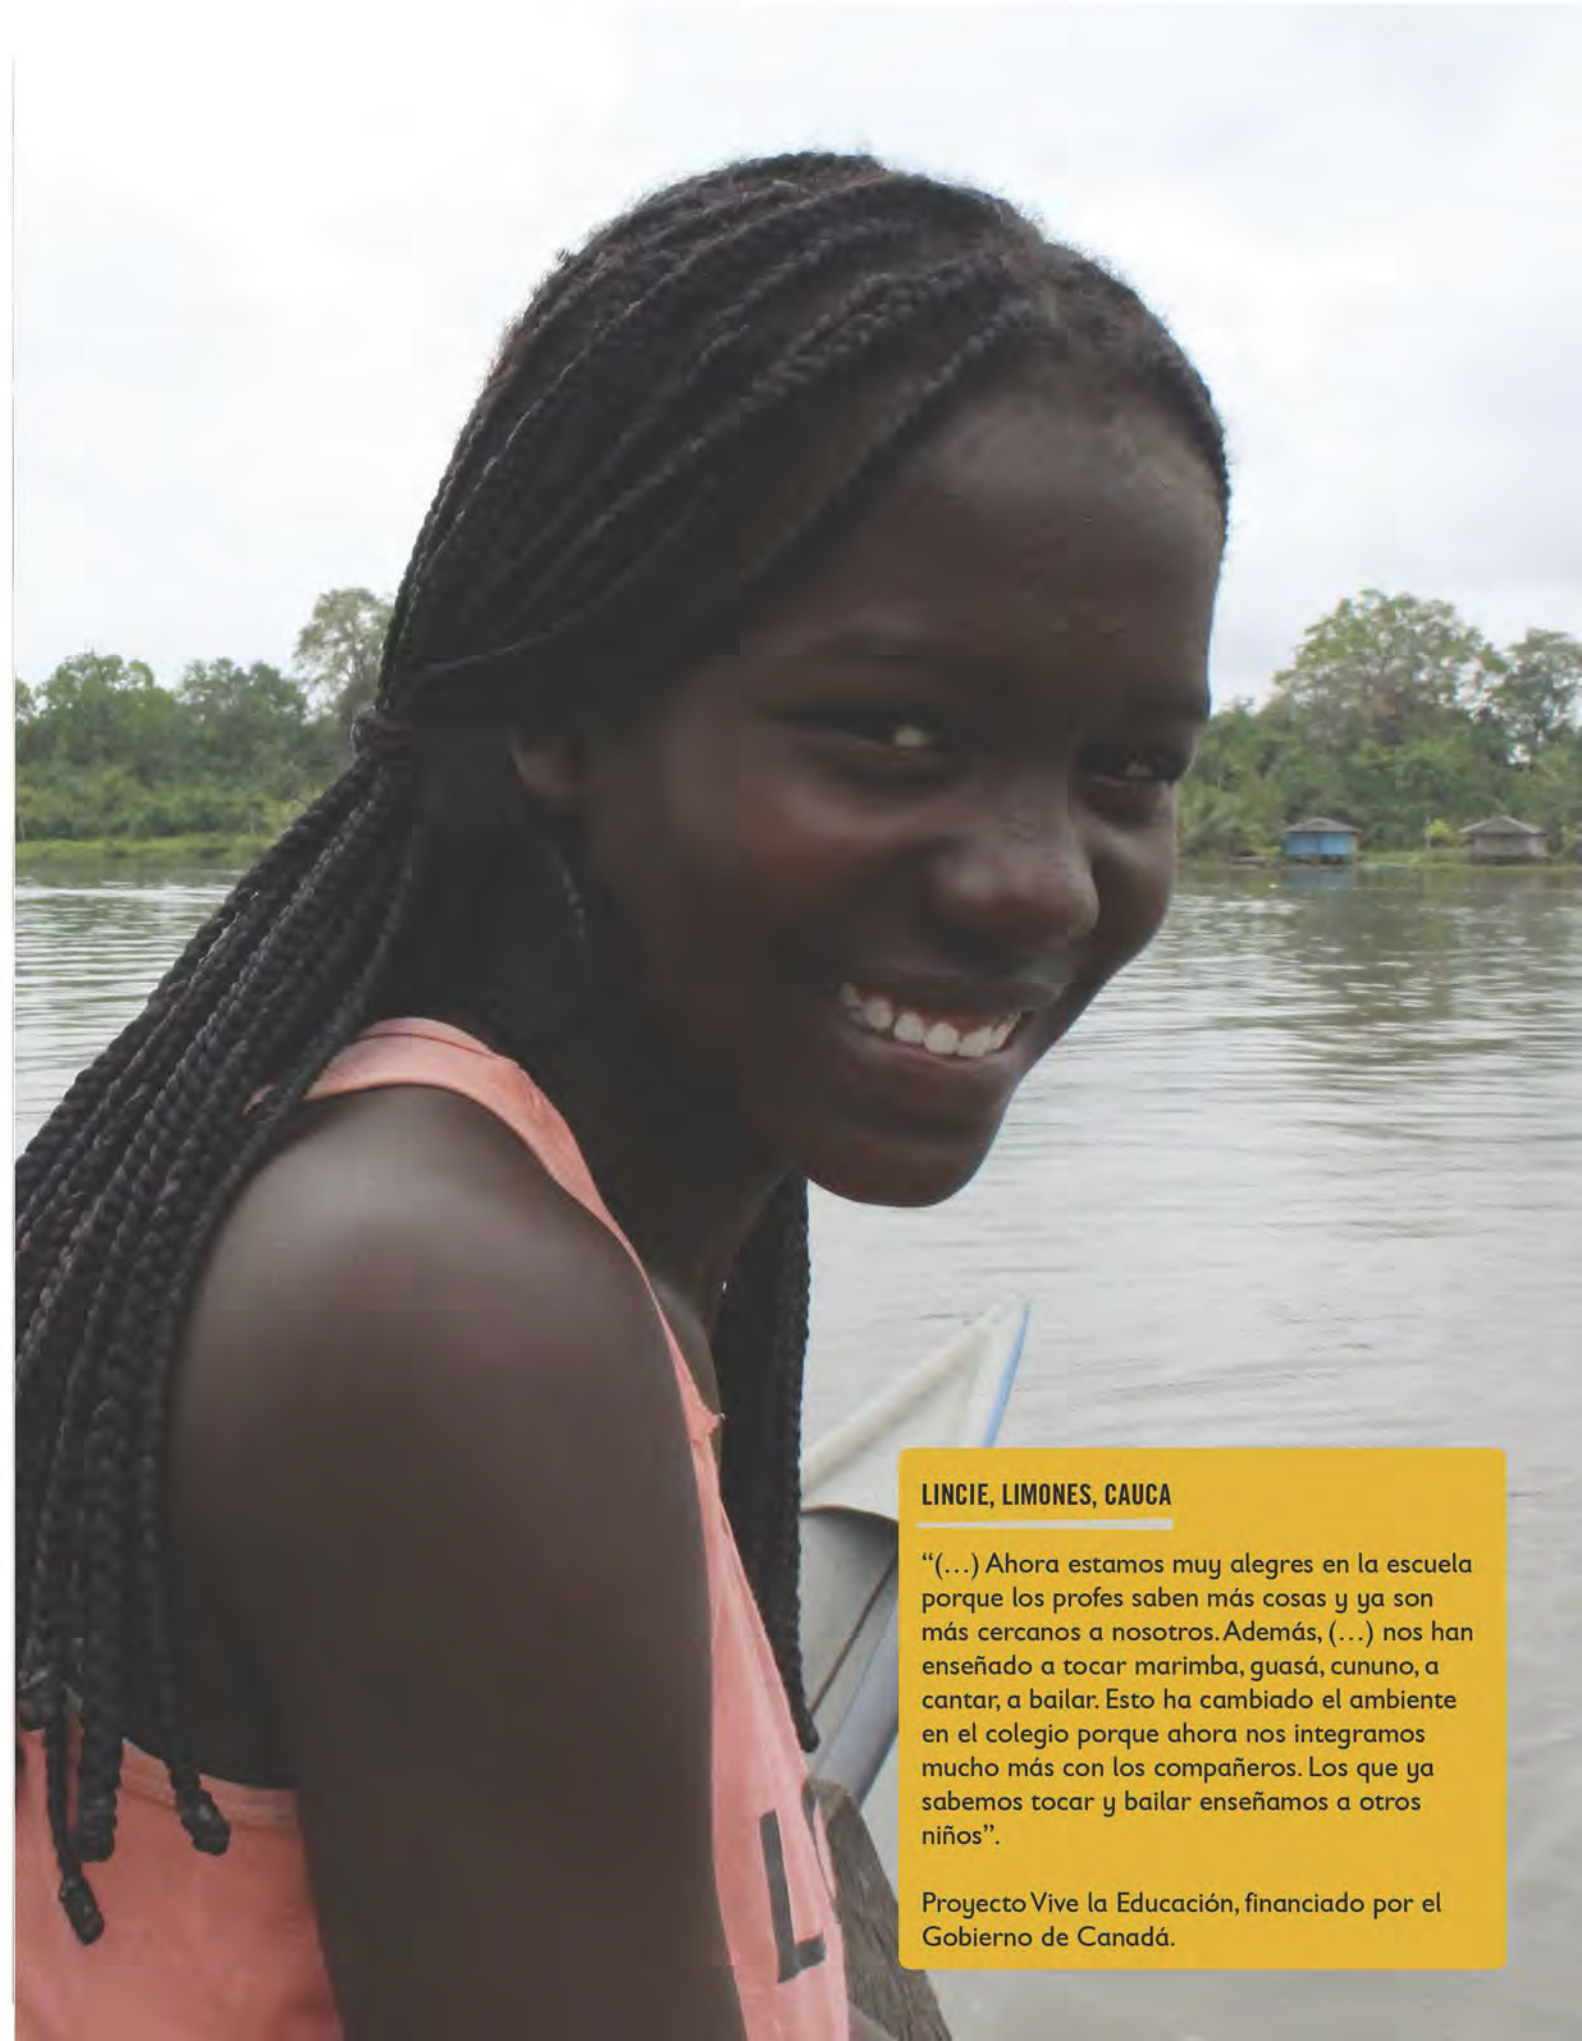 LINCIE, LIMONES, CAUCA
“(…) Ahora estamos muy alegres en la escuela
porque los profes saben más cosas y ya son
más cercanos a nosotros. Además, (…) nos han
enseñado a tocar marimba, guasá, cununo, a
cantar, a bailar. Esto ha cambiado el ambiente
en el colegio porque ahora nos integramos
mucho más con los compañeros. Los que ya
sabemos tocar y bailar enseñamos a otros
niños”.
Proyecto Vive la Educación, financiado por el
Gobierno de Canadá.